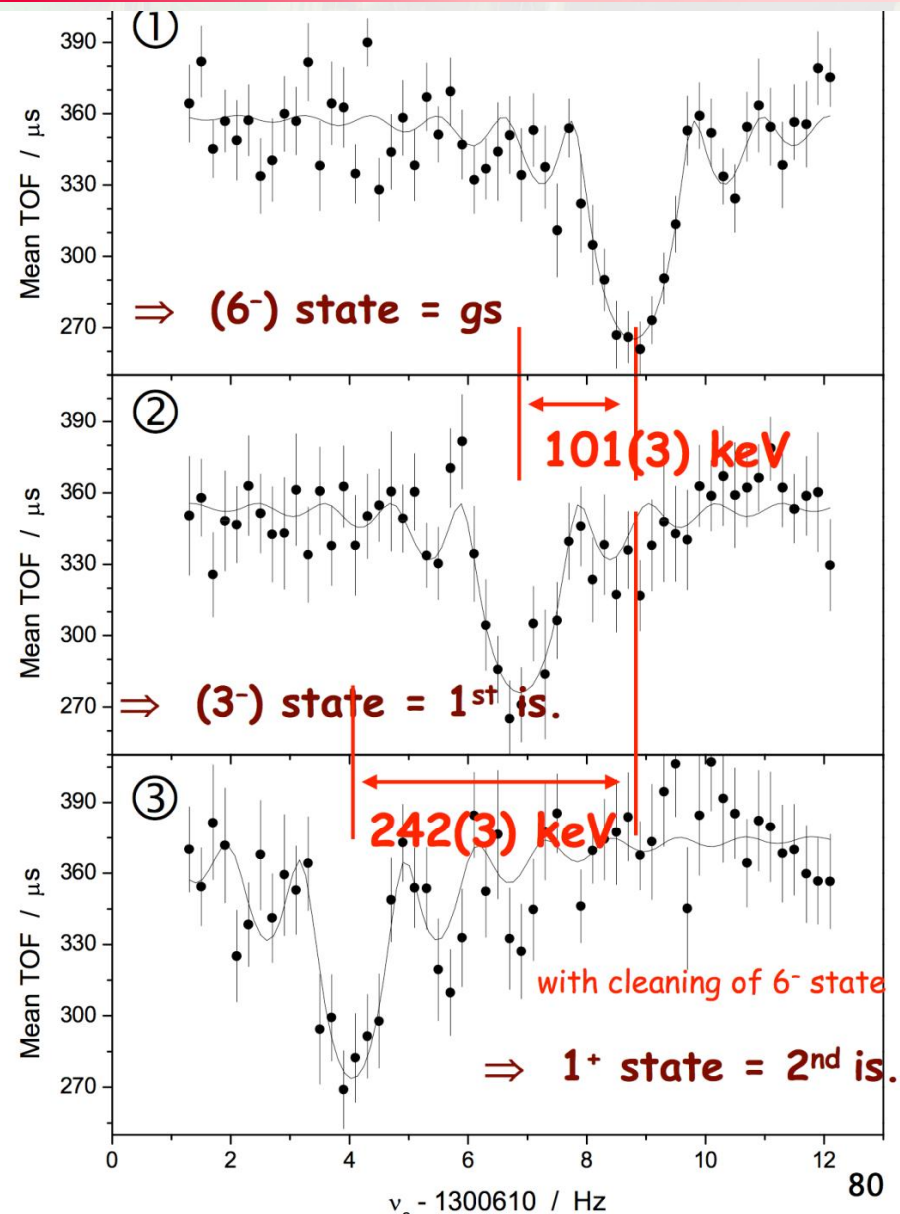 ①
390
360
330
300
270
Mean TOF / μs
⇒ (6⁻) state = gs
②
101(3) keV
390
360
330
300
270
Mean TOF / μs
⇒ (3⁻) state = 1ˢᵗ is.
③
242(3) keV
390
360
330
300
270
Mean TOF / μs
with cleaning of 6⁻ state
⇒ 1⁺ state = 2ⁿᵈ is.
0 2 4 6 8 10 12
80
ν - 1300610 / Hz